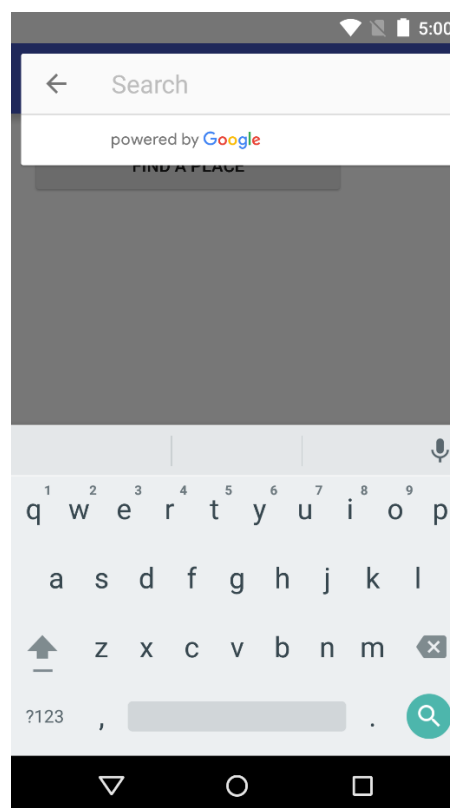 5:00
Search
powered by Google
FIND A PLACE
1 2 3 4 5 6 7 8 9
q w e r t y u i o p
a s d f g h j k l
z x c v b n m
?123 , .